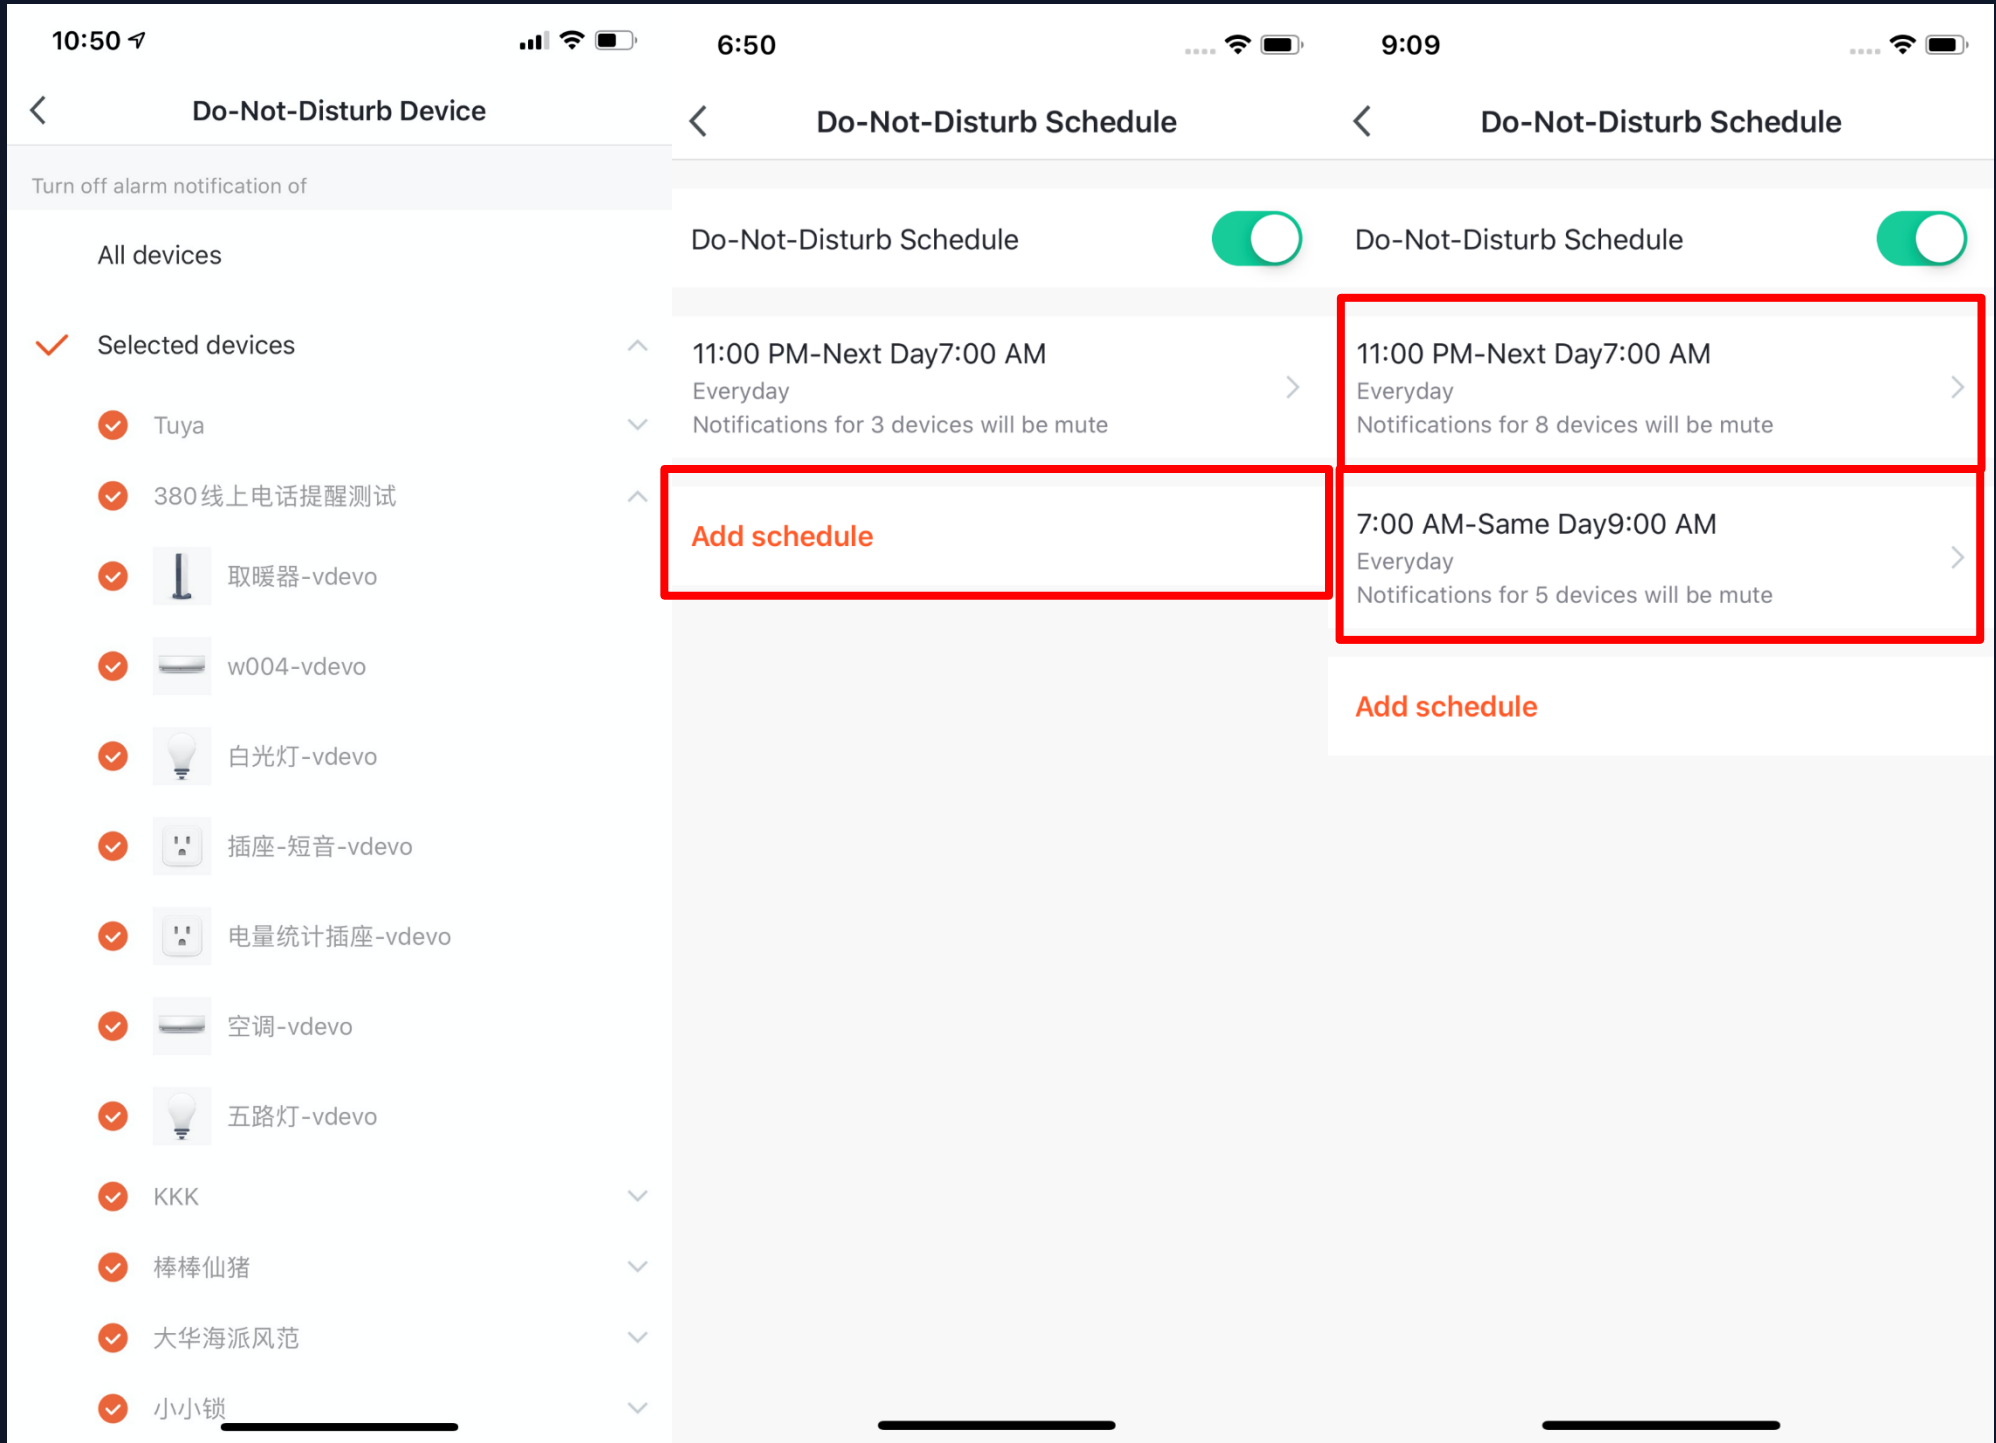 10:50
Do-Not-Disturb Device
Turn off alarm notification of
All devices
Selected devices
Tuya
380线上电话提醒测试
取暖器-vdevo
w004-vdevo
白光灯-vdevo
插座-短音-vdevo
电量统计插座-vdevo
空调-vdevo
五路灯-vdevo
KKK
棒棒仙猪
大华海派风范
小小锁
6:50
Do-Not-Disturb Schedule
Do-Not-Disturb Schedule
11:00 PM-Next Day7:00 AM
Everyday
Notifications for 3 devices will be mute
Add schedule
9:09
Do-Not-Disturb Schedule
Do-Not-Disturb Schedule
11:00 PM-Next Day7:00 AM
Everyday
Notifications for 8 devices will be mute
7:00 AM-Same Day9:00 AM
Everyday
Notifications for 5 devices will be mute
Add schedule